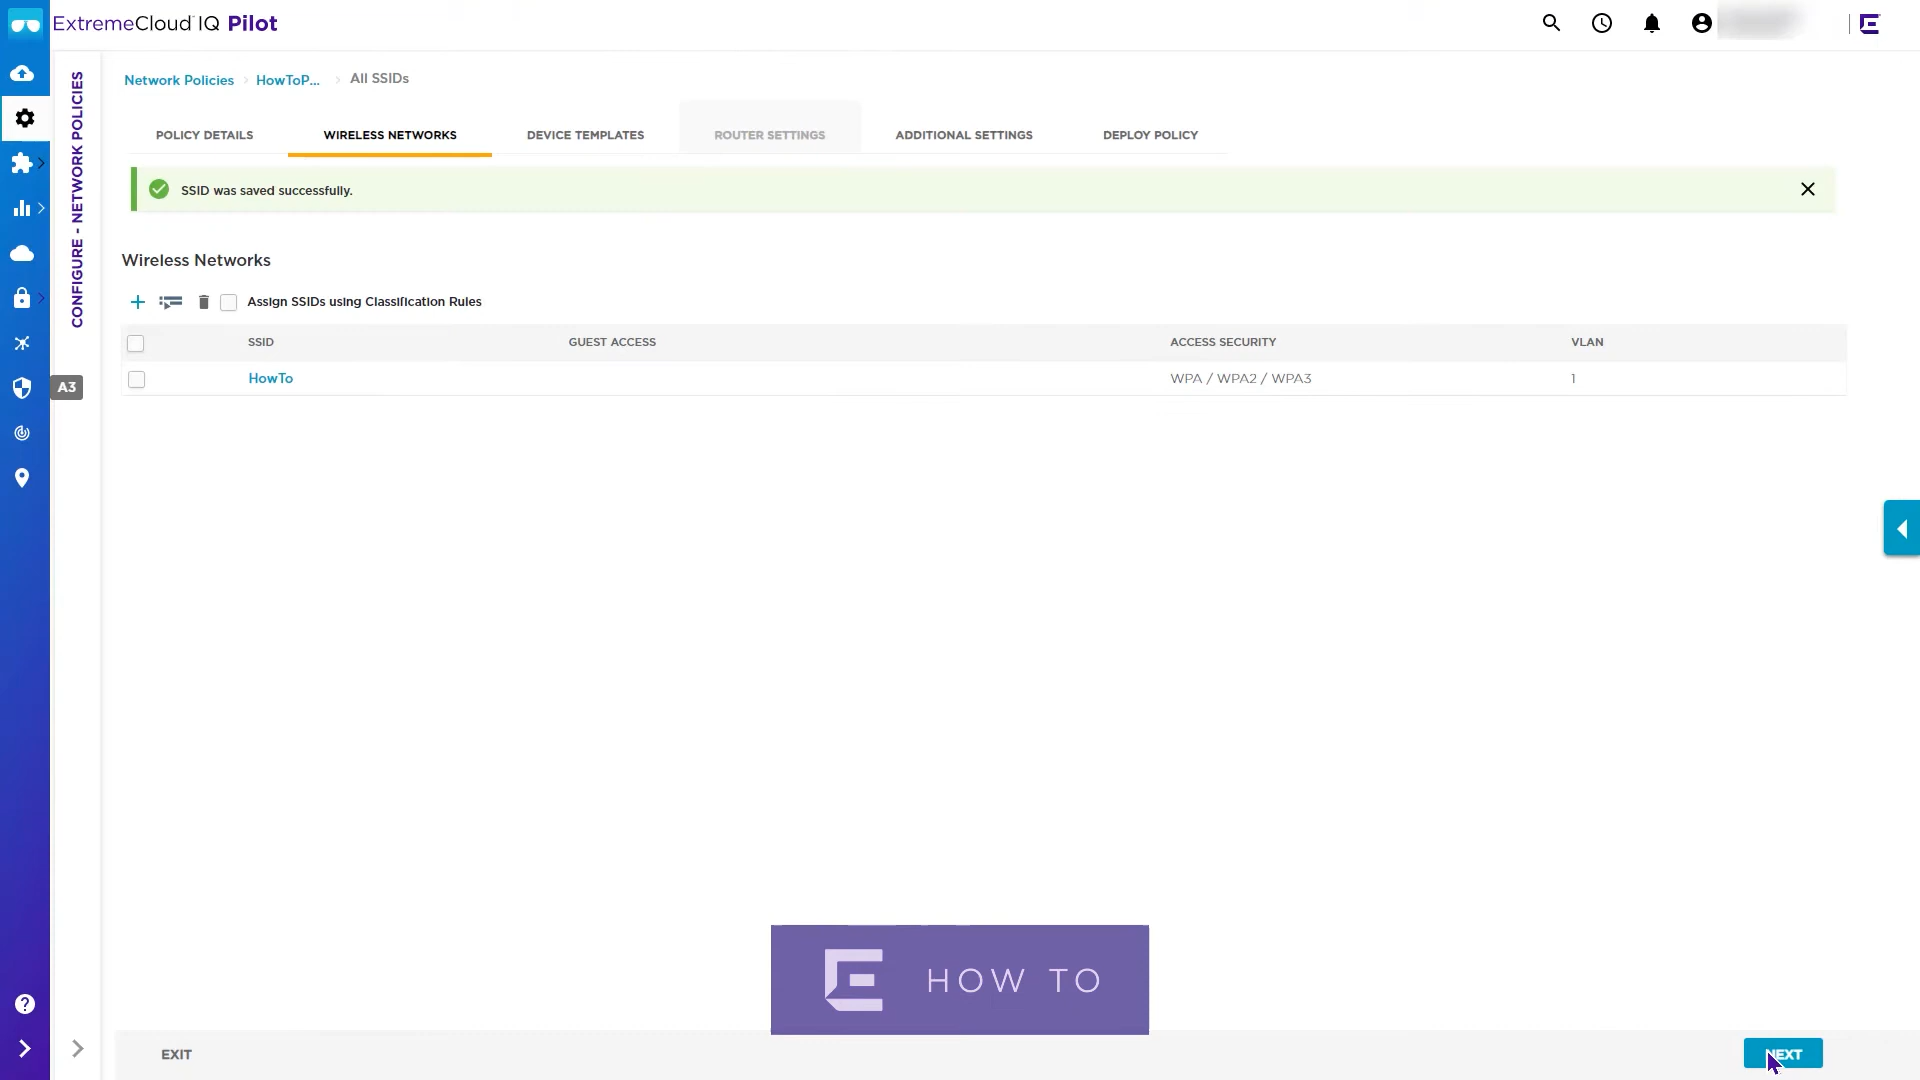 ExtremeCloud IQ Pilot
CONFIGURE - NETWORK POLICIES
Network Policies > HowToP... > All SSIDs
POLICY DETAILS WIRELESS NETWORKS DEVICE TEMPLATES ROUTER SETTINGS ADDITIONAL SETTINGS DEPLOY POLICY
SSID was saved successfully.
Wireless Networks
Assign SSIDs using Classification Rules
SSID GUEST ACCESS ACCESS SECURITY VLAN
HowTo WPA / WPA2 / WPA3 1
A3
HOW TO
EXIT NEXT